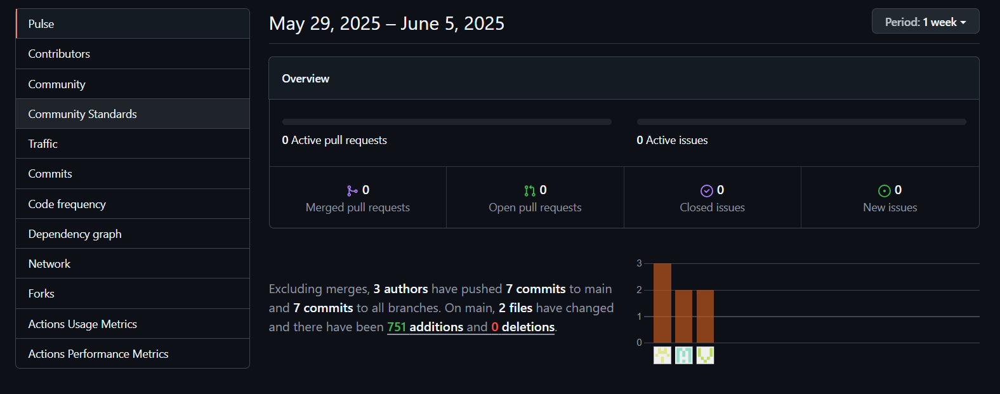 Pulse
Contributors
Community
Community Standards
Traffic
Commits
Code frequency
Dependency graph
Network
Forks
Actions Usage Metrics
Actions Performance Metrics
May 29, 2025 – June 5, 2025
Period: 1 week
Overview
0 Active pull requests
0 Active issues
0
Merged pull requests
0
Open pull requests
0
Closed issues
0
New issues
Excluding merges, 3 authors have pushed 7 commits to main
and 7 commits to all branches. On main, 2 files have changed
and there have been 751 additions and 0 deletions.
3
2
1
0